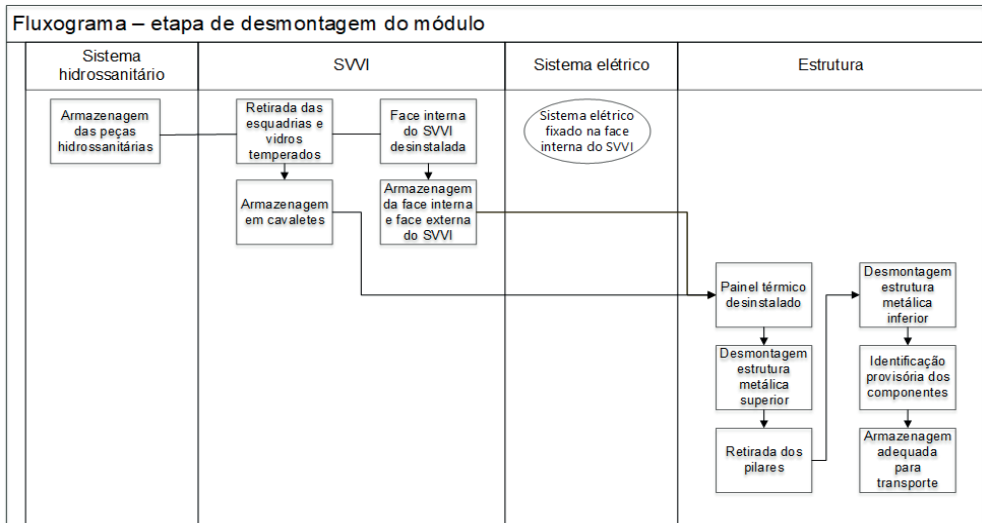 Fluxograma – etapa de desmontagem do módulo
Sistema
hidrossanitário
SVVI
Sistema elétrico
Estrutura
Armazenagem
das peças
hidrossanitárias
Retirada das
esquadrias e
vidros
temperados
Face interna
do SVVI
desinstalada
Sistema elétrico
fixado na face
interna do SVVI
Armazenagem
em cavaletes
Armazenagem
da face interna
e face externa
do SVVI
Painel térmico
desinstalado
Desmontagem
estrutura
metálica
inferior
Desmontagem
estrutura
metálica
superior
Identificação
provisória dos
componentes
Retirada dos
pilares
Armazenagem
adequada
para
transporte